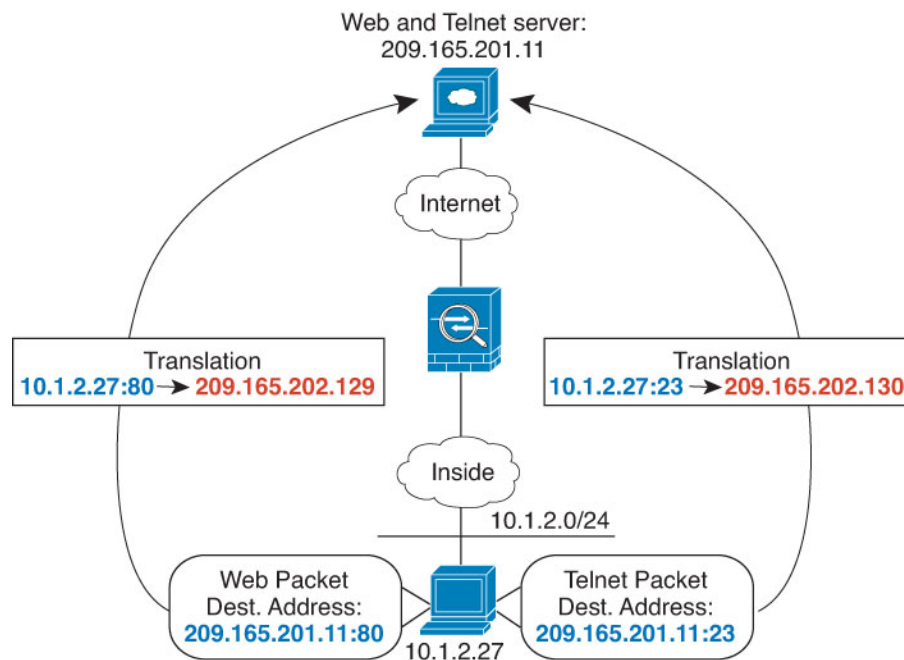 Web and Telnet server:
209.165.201.11
Internet
Translation
10.1.2.27:80 → 209.165.202.129
Translation
10.1.2.27:23 → 209.165.202.130
Inside
10.1.2.0/24
Web Packet
Dest. Address:
209.165.201.11:80
Telnet Packet
Dest. Address:
209.165.201.11:23
10.1.2.27